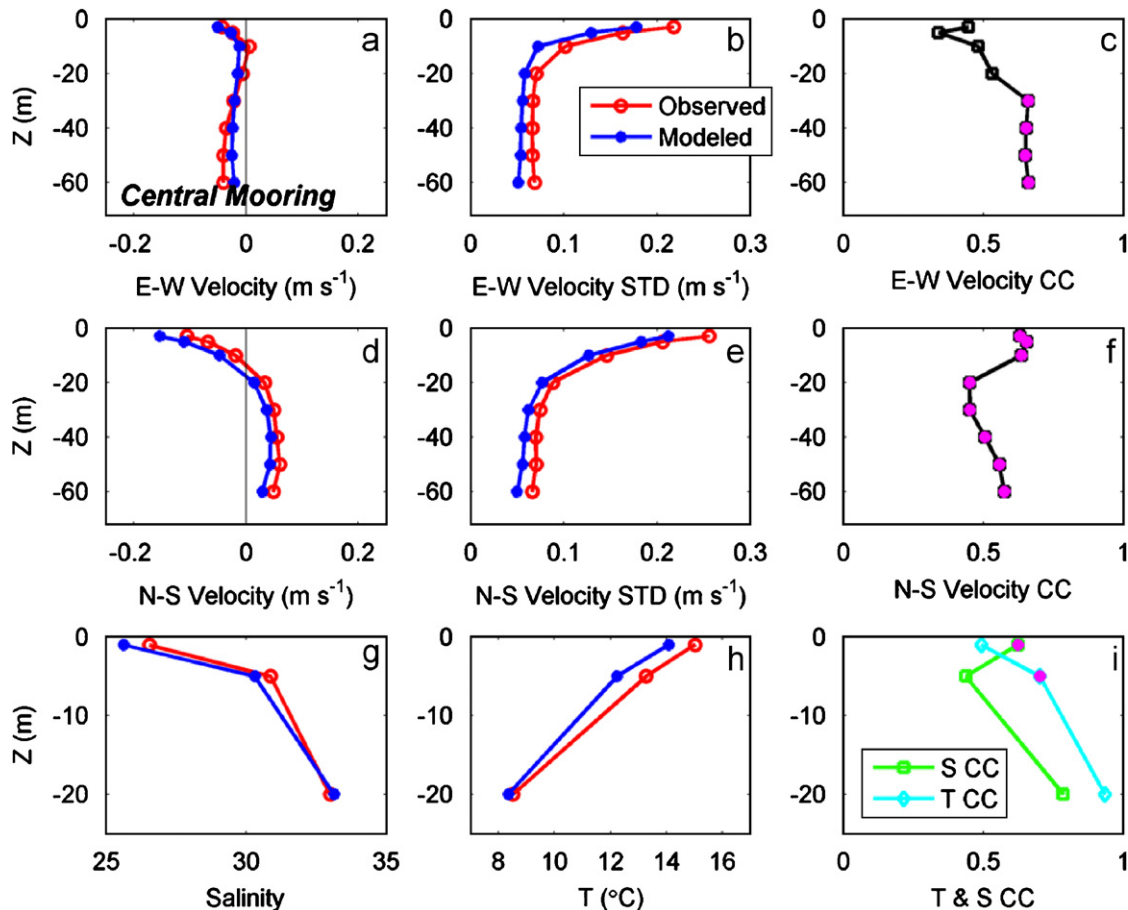 0
-20
-40
-60
Z (m)
a
Central Mooring
-0.2
0
0.2
E-W Velocity (m s-1)
b
Observed
Modeled
0
0.1
0.2
0.3
E-W Velocity STD (m s-1)
c
0
0.5
1
E-W Velocity CC
0
-20
-40
-60
Z (m)
d
-0.2
0
0.2
N-S Velocity (m s-1)
e
0
0.1
0.2
0.3
N-S Velocity STD (m s-1)
f
0
0.5
1
N-S Velocity CC
0
-10
-20
Z (m)
g
25
30
35
Salinity
h
8
10
12
14
16
T (°C)
i
S CC
T CC
0
0.5
1
T & S CC